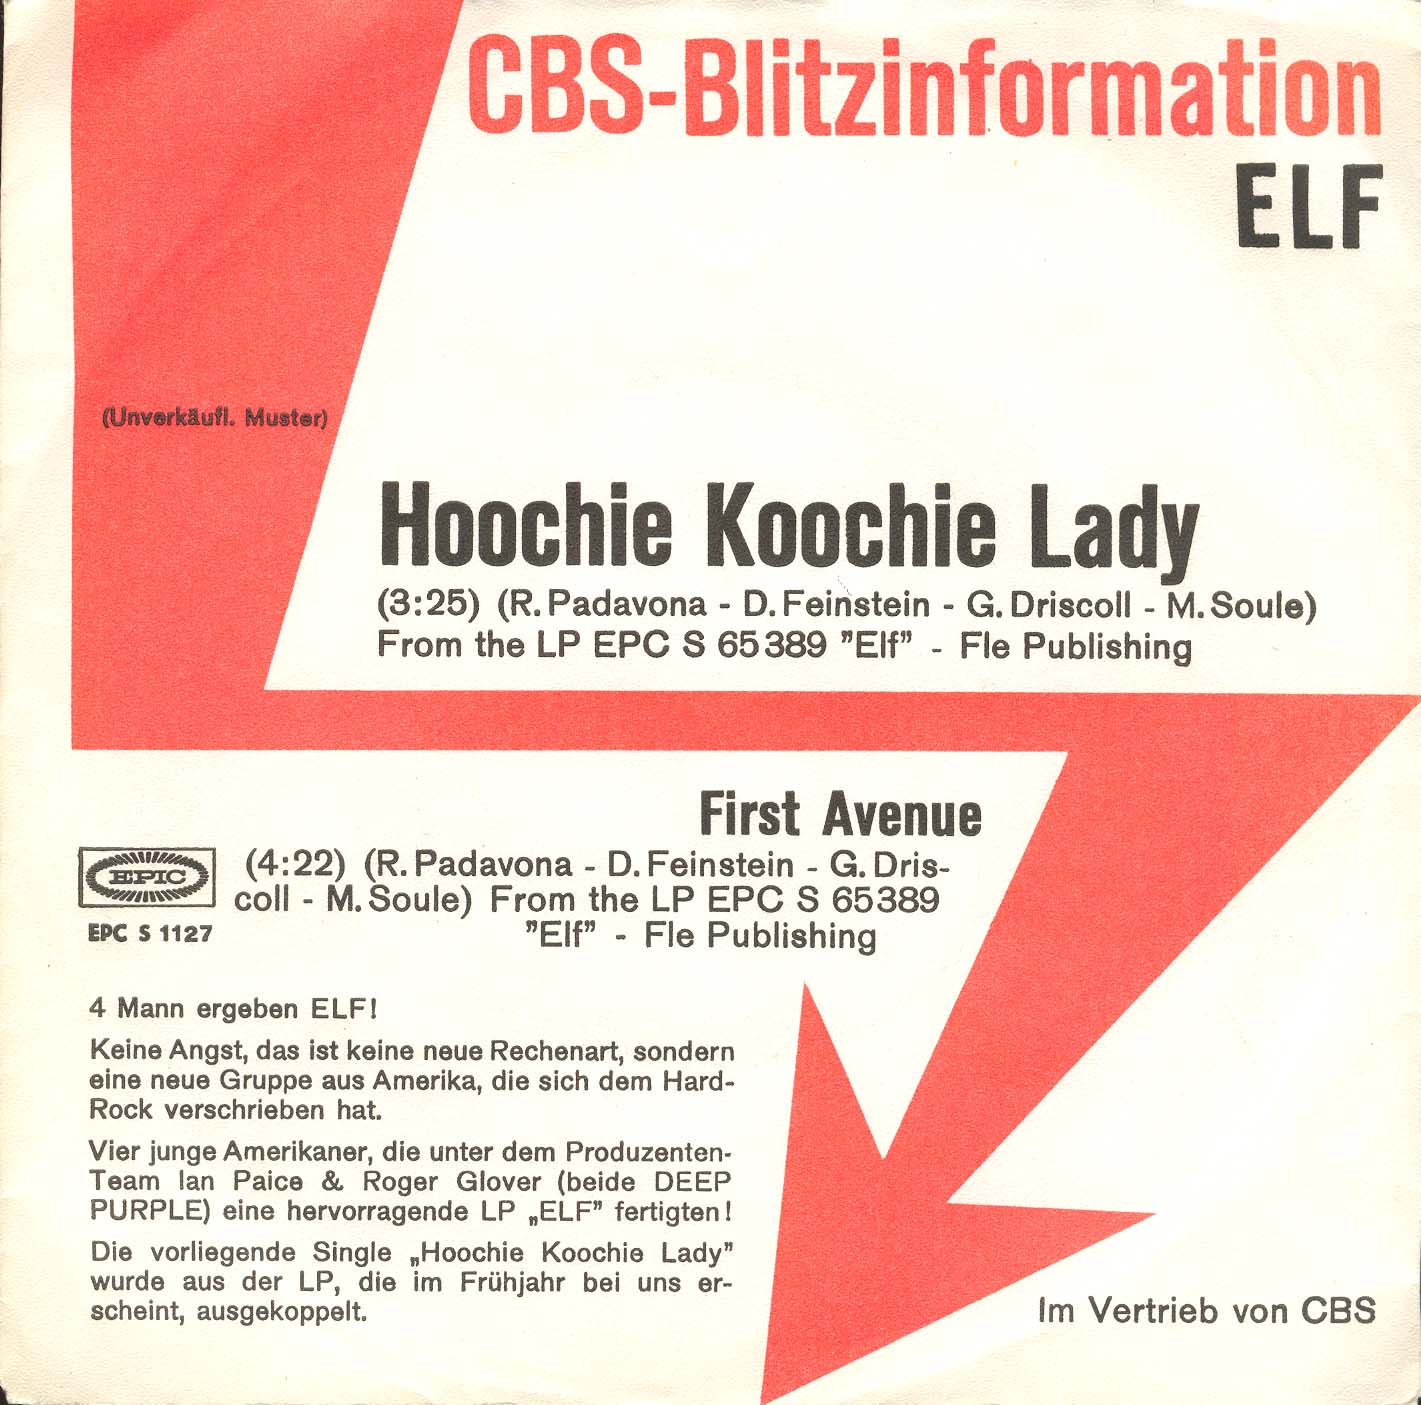 CBS-Blitzinformation
ELF
(Unverkäufl. Muster)
Hoochie Koochie Lady
(3:25) (R. Padavona - D. Feinstein - G. Driscoll - M. Soule)
From the LP EPC S 65389 "Elf" - Fle Publishing
First Avenue
(4:22) (R. Padavona - D. Feinstein - G. Dris-
coll - M. Soule) From the LP EPC S 65389
"Elf" - Fle Publishing
EPIC
EPC S 1127
4 Mann ergeben ELF!
Keine Angst, das ist keine neue Rechenart, sondern
eine neue Gruppe aus Amerika, die sich dem Hard-
Rock verschrieben hat.
Vier junge Amerikaner, die unter dem Produzenten-
Team Ian Paice & Roger Glover (beide DEEP
PURPLE) eine hervorragende LP „ELF” fertigten!
Die vorliegende Single „Hoochie Koochie Lady”
wurde aus der LP, die im Frühjahr bei uns er-
scheint, ausgekoppelt.
Im Vertrieb von CBS